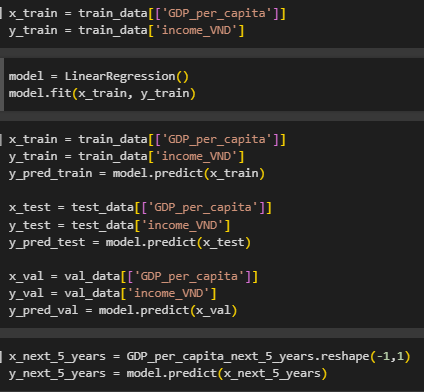 x_train = train_data[['GDP_per_capita']]
y_train = train_data['income_VND']
model = LinearRegression()
model.fit(x_train, y_train)
x_train = train_data[['GDP_per_capita']]
y_train = train_data['income_VND']
y_pred_train = model.predict(x_train)
x_test = test_data[['GDP_per_capita']]
y_test = test_data['income_VND']
y_pred_test = model.predict(x_test)
x_val = val_data[['GDP_per_capita']]
y_val = val_data['income_VND']
y_pred_val = model.predict(x_val)
x_next_5_years = GDP_per_capita_next_5_years.reshape(-1,1)
y_next_5_years = model.predict(x_next_5_years)